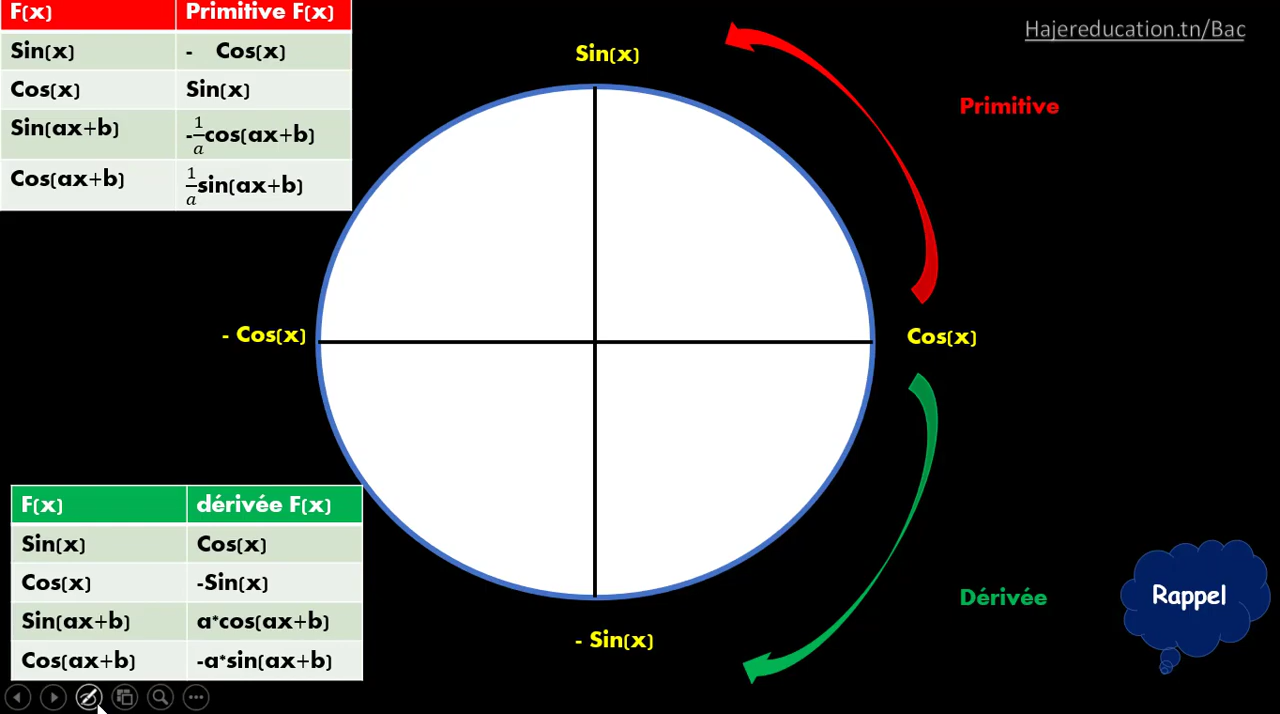 F(x) Primitive F(x)
Sin(x) - Cos(x)
Cos(x) Sin(x)
Sin(ax+b) -1/a cos(ax+b)
Cos(ax+b) 1/a sin(ax+b)
Hajereducation.tn/Bac
Sin(x)
Primitive
- Cos(x)
Cos(x)
F(x) dérivée F(x)
Sin(x) Cos(x)
Cos(x) -Sin(x)
Sin(ax+b) a*cos(ax+b)
Cos(ax+b) -a*sin(ax+b)
Dérivée
- Sin(x)
Rappel